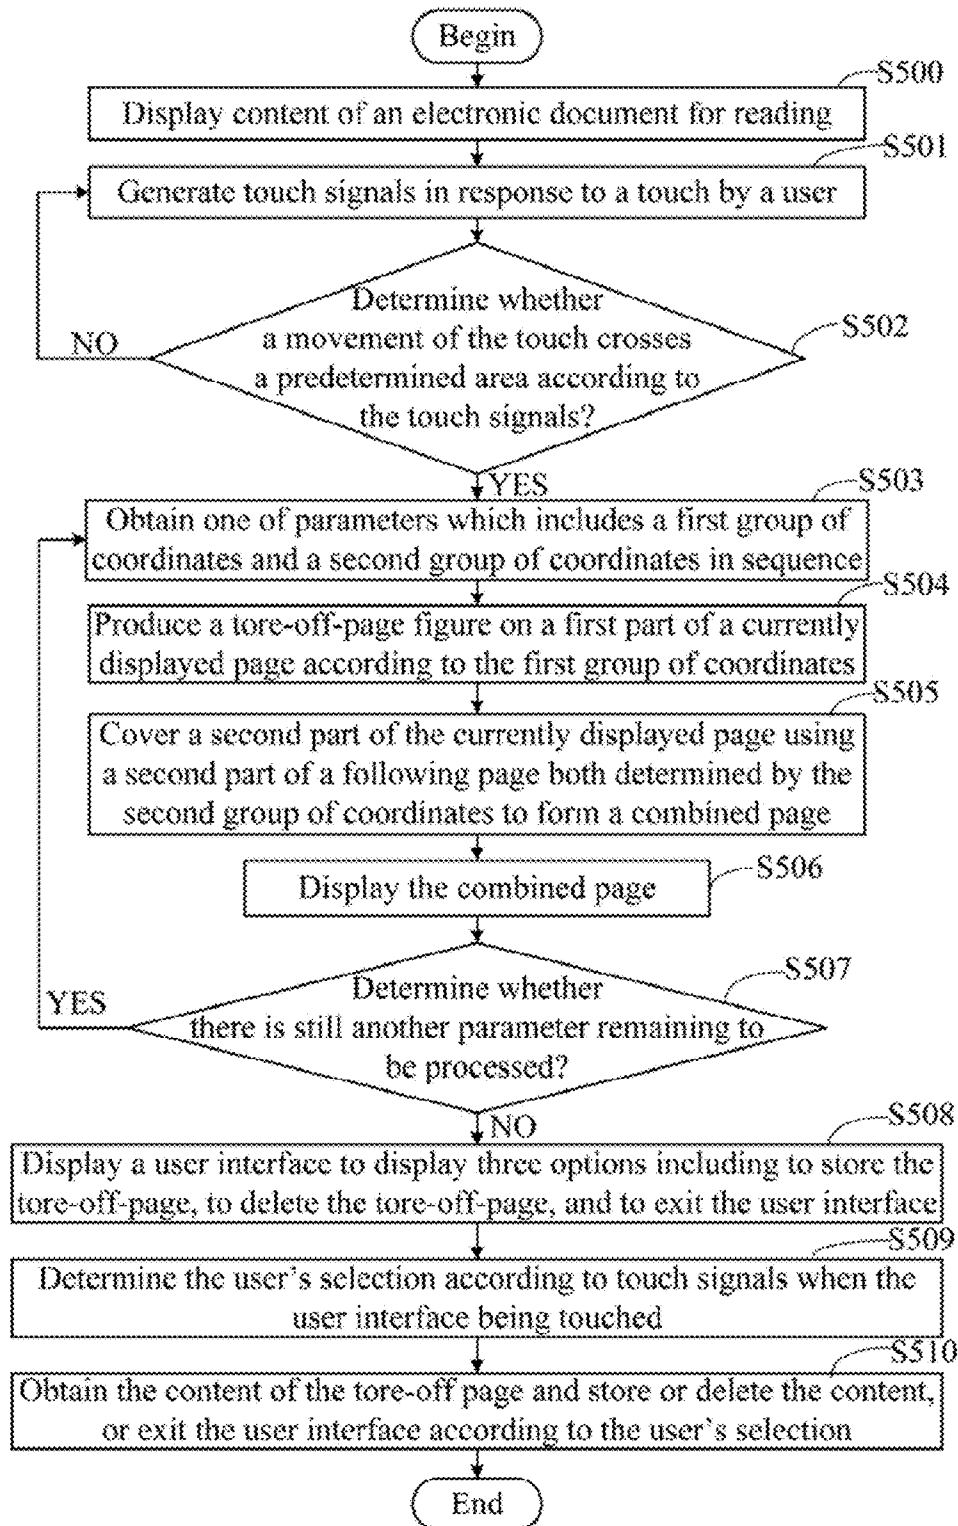 Begin
S500
Display content of an electronic document for reading
S501
Generate touch signals in response to a touch by a user
Determine whether
a movement of the touch crosses
a predetermined area according to
the touch signals?
S502
NO
YES
S503
Obtain one of parameters which includes a first group of
coordinates and a second group of coordinates in sequence
S504
Produce a tore-off-page figure on a first part of a currently
displayed page according to the first group of coordinates
S505
Cover a second part of the currently displayed page using
a second part of a following page both determined by the
second group of coordinates to form a combined page
S506
Display the combined page
S507
Determine whether
there is still another parameter remaining to
be processed?
YES
NO
S508
Display a user interface to display three options including to store the
tore-off-page, to delete the tore-off-page, and to exit the user interface
S509
Determine the user's selection according to touch signals when the
user interface being touched
S510
Obtain the content of the tore-off page and store or delete the content,
or exit the user interface according to the user's selection
End